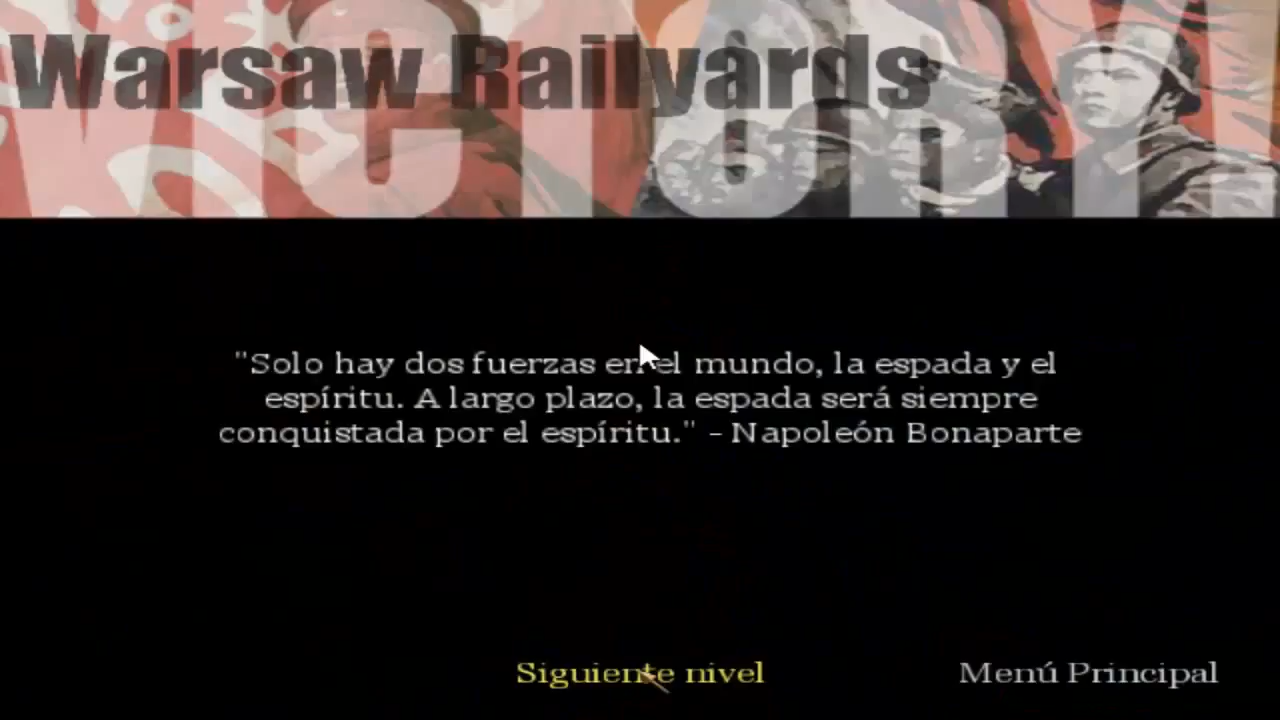 VICTORY
Warsaw Railyards
"Solo hay dos fuerzas en el mundo, la espada y el
espíritu. A largo plazo, la espada será siempre
conquistada por el espíritu." - Napoleón Bonaparte
Siguiente nivel
Menú Principal